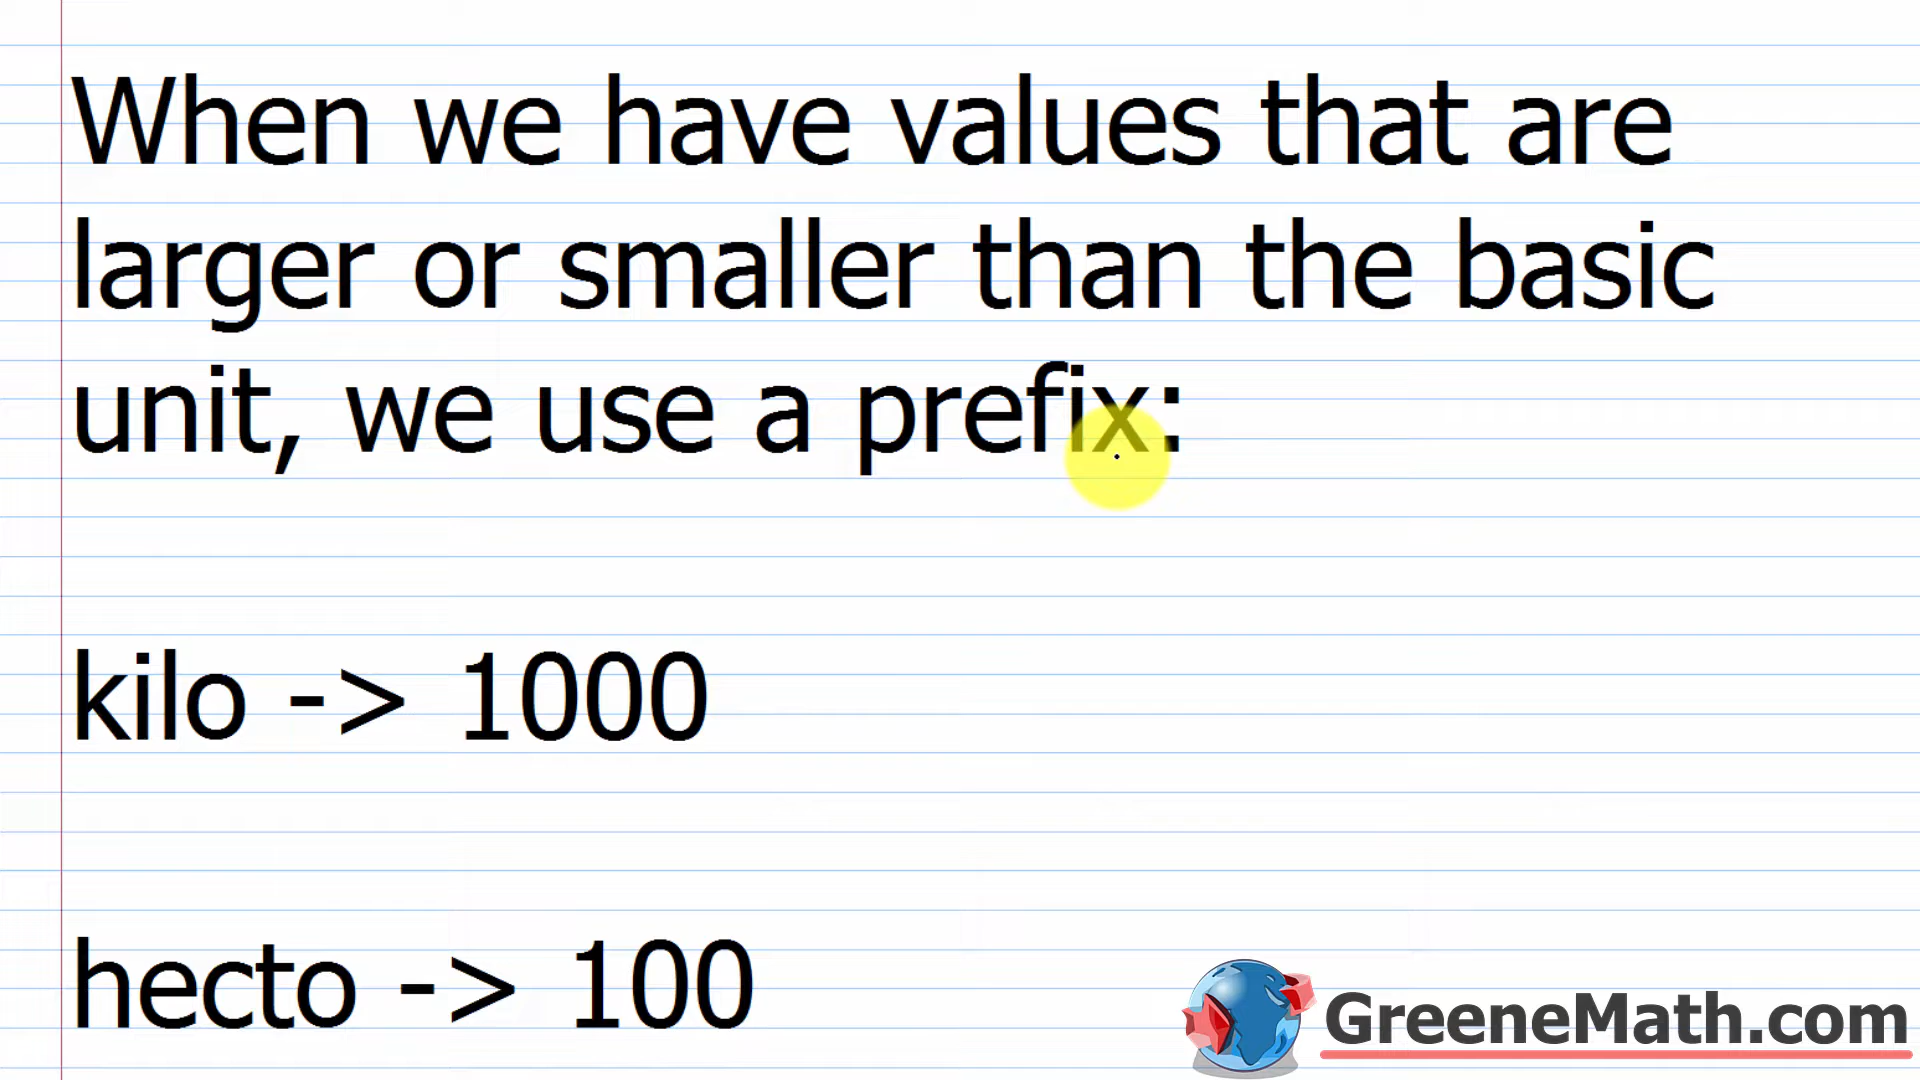 When we have values that are
larger or smaller than the basic
unit, we use a prefix:
kilo -> 1000
hecto -> 100
GreeneMath.com